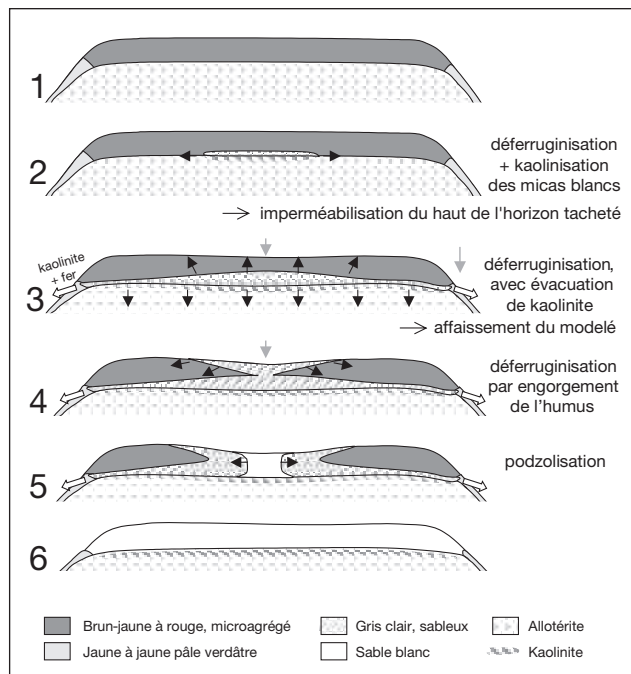 1
2
déferruginisation
+ kaolinisation
des micas blancs
→ imperméabilisation du haut de l'horizon tacheté
3
kaolinite
+ fer
déferruginisation,
avec évacuation
de kaolinite
→ affaissement du modelé
4
déferruginisation
par engorgement
de l'humus
5
podzolisation
6
Brun-jaune à rouge, microagrégé
Gris clair, sableux
Allotérite
Jaune à jaune pâle verdâtre
Sable blanc
Kaolinite